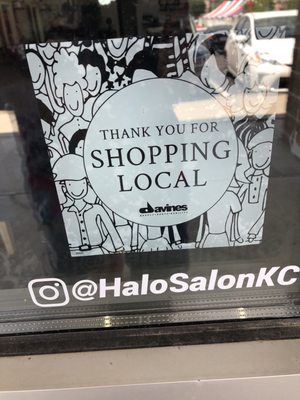 THANK YOU FOR
SHOPPING
LOCAL
davines
@HaloSalonKC